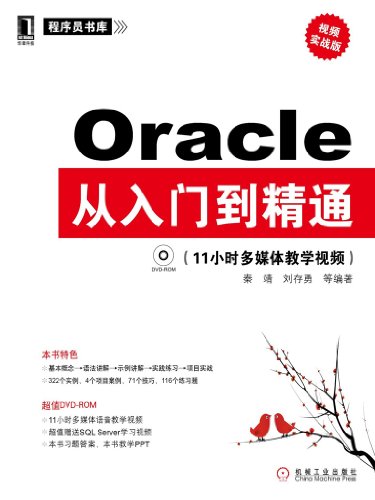 华章科技
程序员书库
视频
实战版
Oracle
从入门到精通
DVD-ROM
(11小时多媒体教学视频)
秦 靖 刘存勇 等编著
本书特色
基本概念→语法讲解→示例讲解→实践练习→项目实战
322个实例、4个项目案例、71个技巧、116个练习题
超值DVD-ROM
11小时多媒体语音教学视频
超值赠送SQL Server学习视频
本书习题答案、本书教学PPT
机械工业出版社
China Machine Press